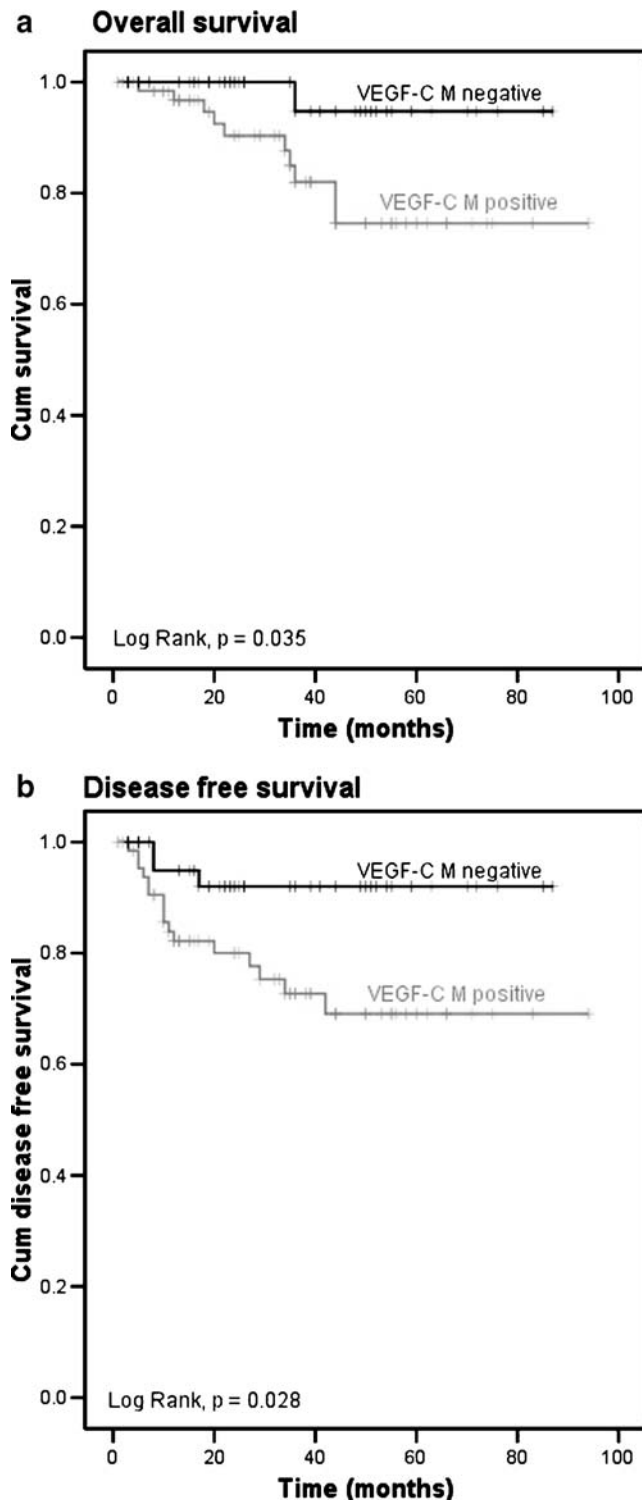 a Overall survival
Cum survival
1.0
0.8
0.6
0.4
0.2
0.0
VEGF-C M negative
VEGF-C M positive
Log Rank, p = 0.035
0 20 40 60 80 100
Time (months)
b Disease free survival
Cum disease free survival
1.0
0.8
0.6
0.4
0.2
0.0
VEGF-C M negative
VEGF-C M positive
Log Rank, p = 0.028
0 20 40 60 80 100
Time (months)